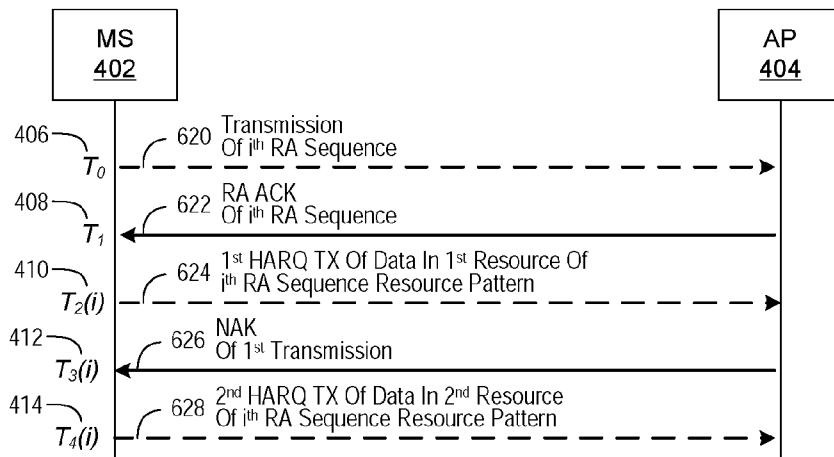 MS
402
AP
404
406
T0
620
Transmission
Of ith RA Sequence
408
T1
622
RA ACK
Of ith RA Sequence
410
T2(i)
624
1st HARQ TX Of Data In 1st Resource Of
ith RA Sequence Resource Pattern
412
T3(i)
626
NAK
Of 1st Transmission
414
T4(i)
628
2nd HARQ TX Of Data In 2nd Resource
Of ith RA Sequence Resource Pattern